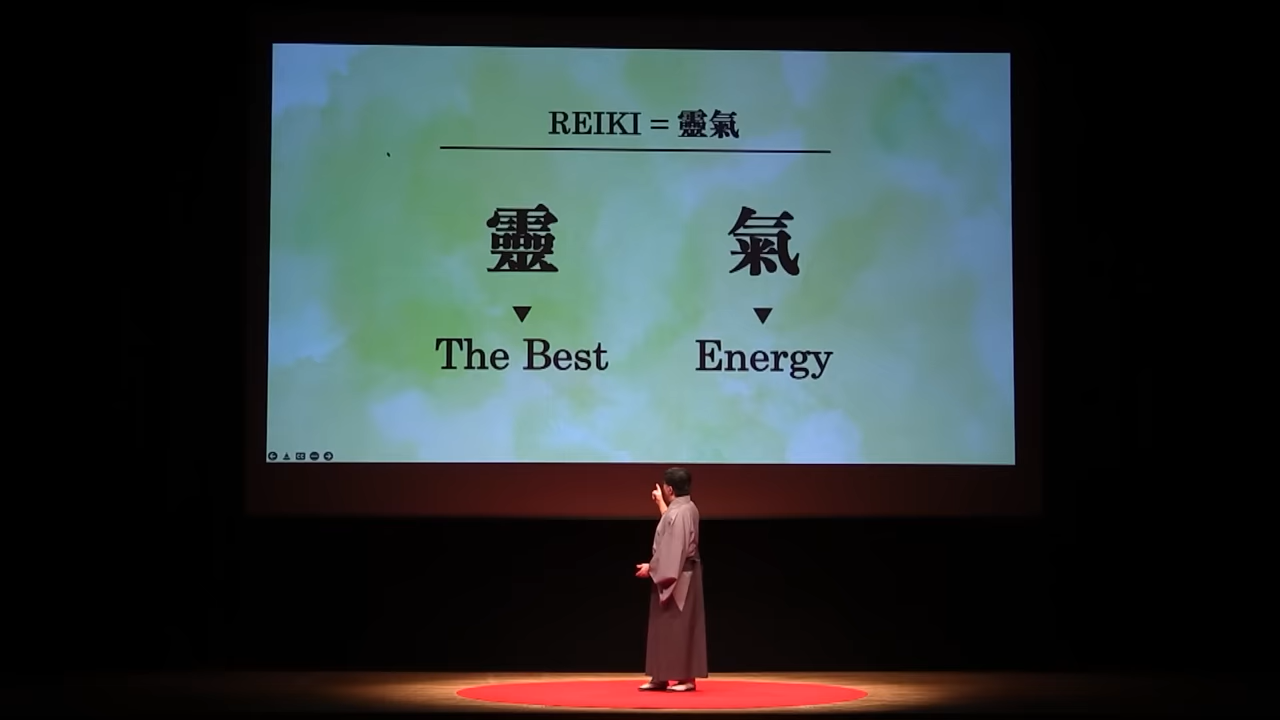 REIKI = 靈氣
靈 氣
▼ ▼
The Best Energy